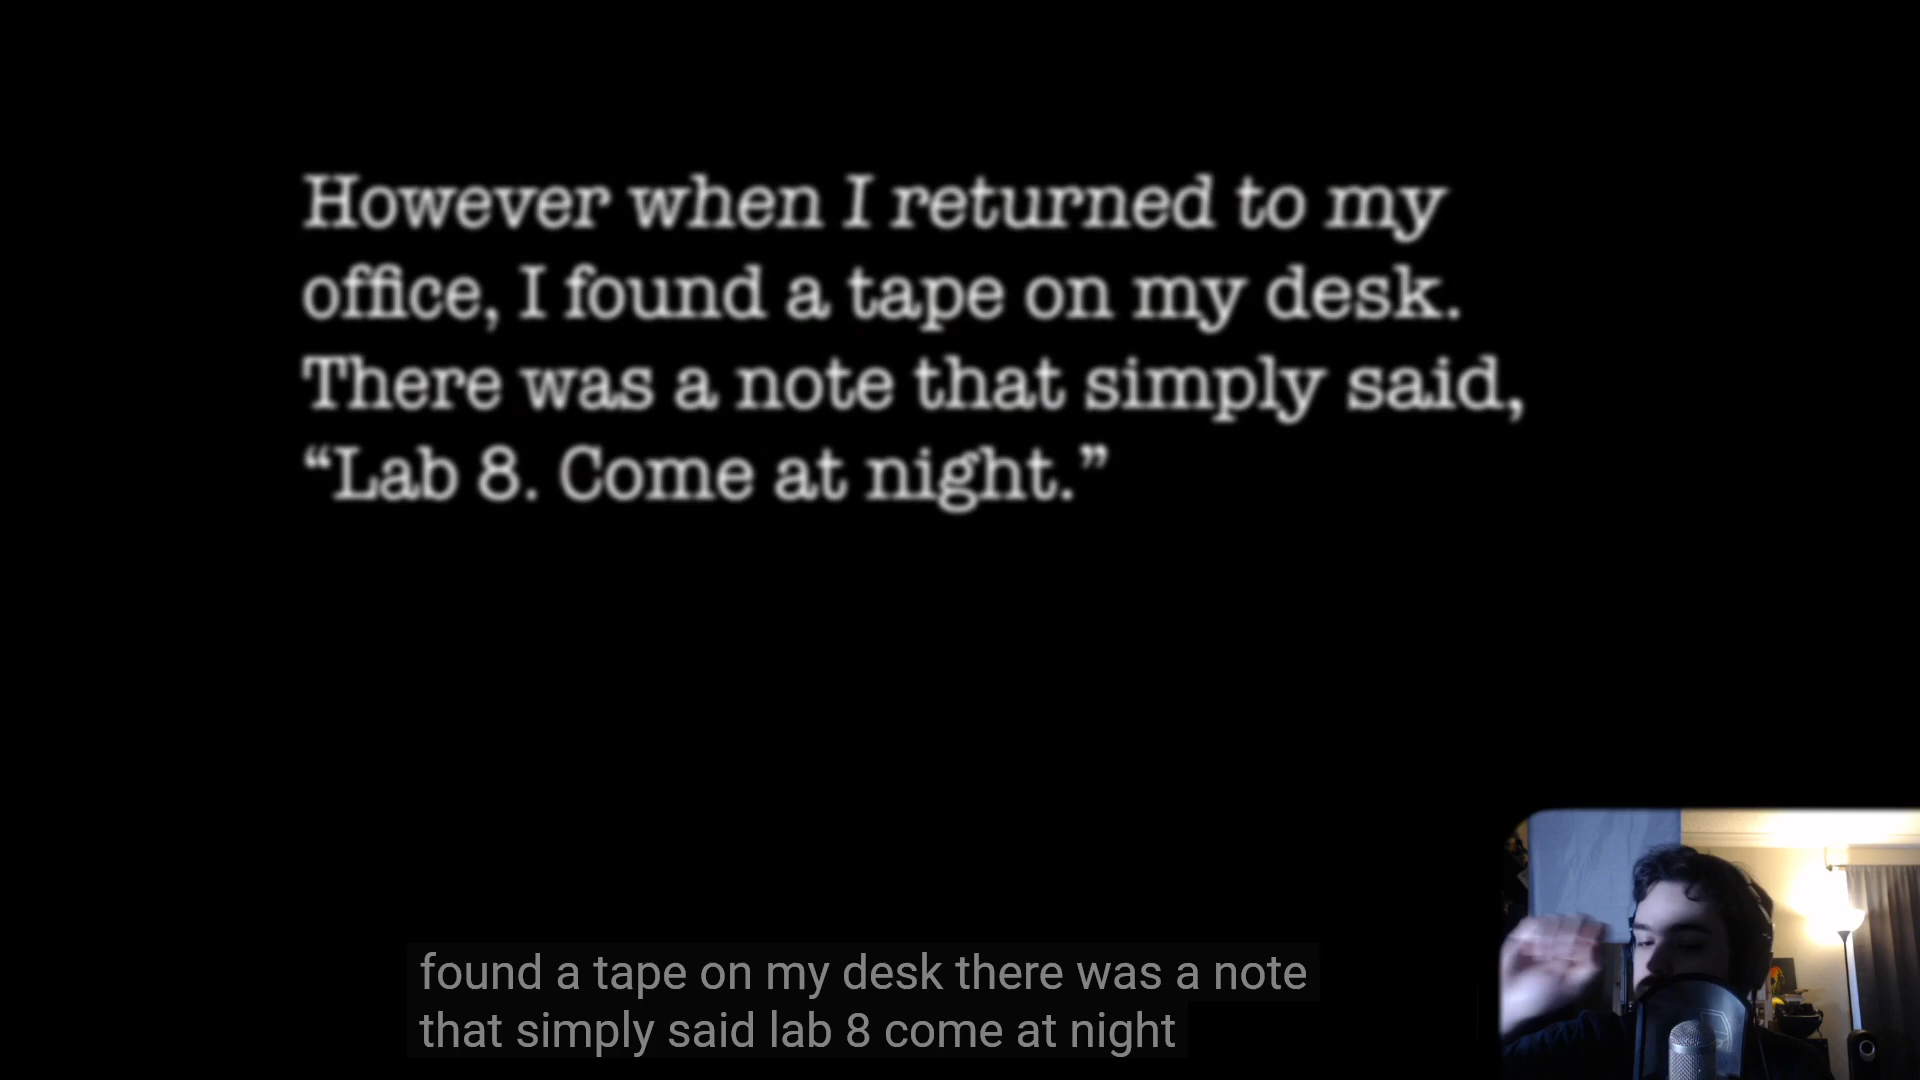 However when I returned to my
office, I found a tape on my desk.
There was a note that simply said,
“Lab 8. Come at night.”
found a tape on my desk there was a note
that simply said lab 8 come at night